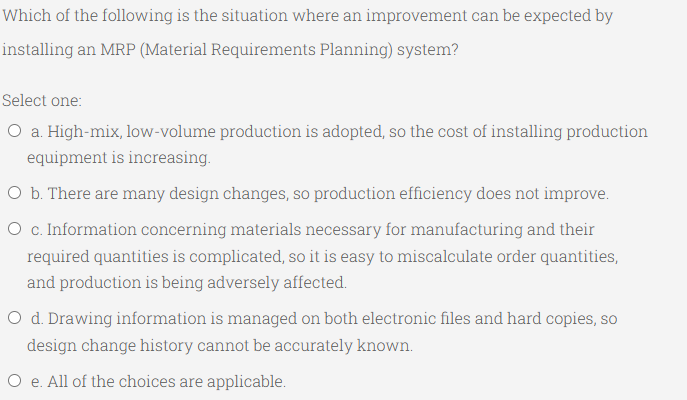 Which of the following is the situation where an improvement can be expected by
installing an MRP (Material Requirements Planning) system?
Select one:
a. High-mix, low-volume production is adopted, so the cost of installing production
equipment is increasing.
b. There are many design changes, so production efficiency does not improve.
c. Information concerning materials necessary for manufacturing and their
required quantities is complicated, so it is easy to miscalculate order quantities,
and production is being adversely affected.
d. Drawing information is managed on both electronic files and hard copies, so
design change history cannot be accurately known.
e. All of the choices are applicable.